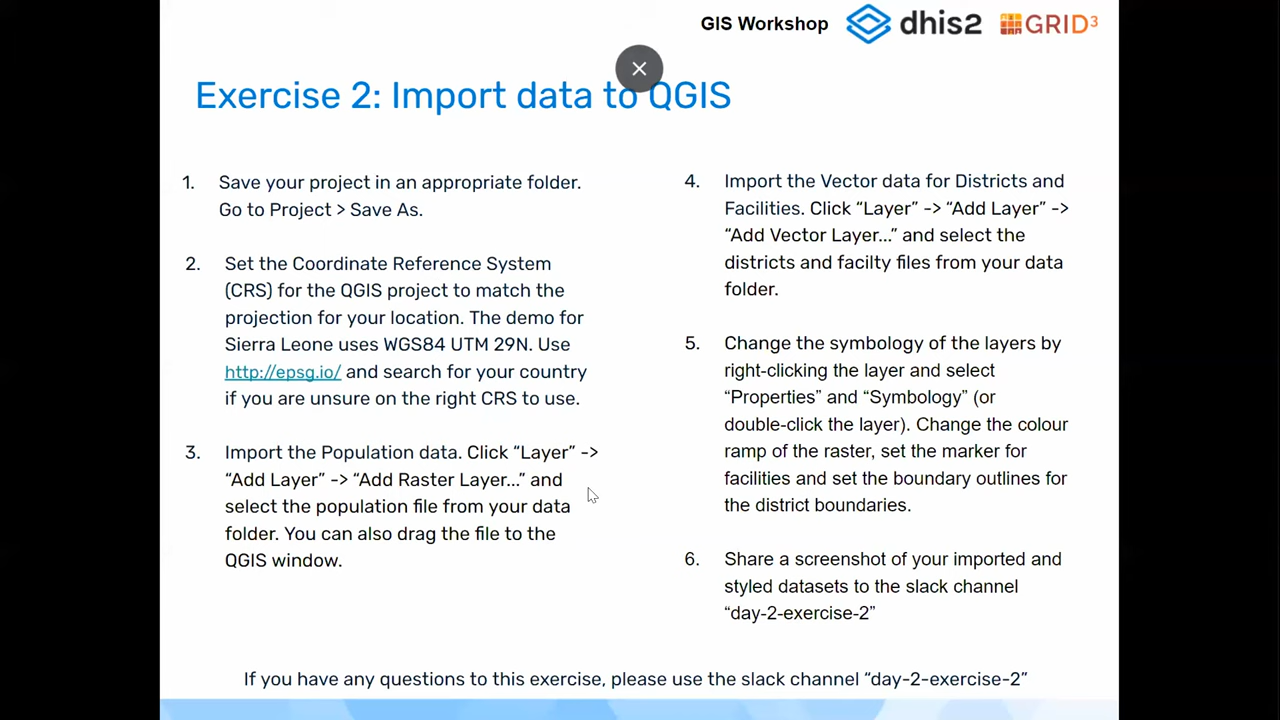 GIS Workshop
dhis2
GRID³
Exercise 2: Import data to QGIS
1. Save your project in an appropriate folder.
Go to Project > Save As.
2. Set the Coordinate Reference System
(CRS) for the QGIS project to match the
projection for your location. The demo for
Sierra Leone uses WGS84 UTM 29N. Use
http://epsg.io/ and search for your country
if you are unsure on the right CRS to use.
3. Import the Population data. Click “Layer” ->
“Add Layer” -> “Add Raster Layer...” and
select the population file from your data
folder. You can also drag the file to the
QGIS window.
4. Import the Vector data for Districts and
Facilities. Click “Layer” -> “Add Layer” ->
“Add Vector Layer...” and select the
districts and facilty files from your data
folder.
5. Change the symbology of the layers by
right-clicking the layer and select
“Properties” and “Symbology” (or
double-click the layer). Change the colour
ramp of the raster, set the marker for
facilities and set the boundary outlines for
the district boundaries.
6. Share a screenshot of your imported and
styled datasets to the slack channel
“day-2-exercise-2”
If you have any questions to this exercise, please use the slack channel “day-2-exercise-2”